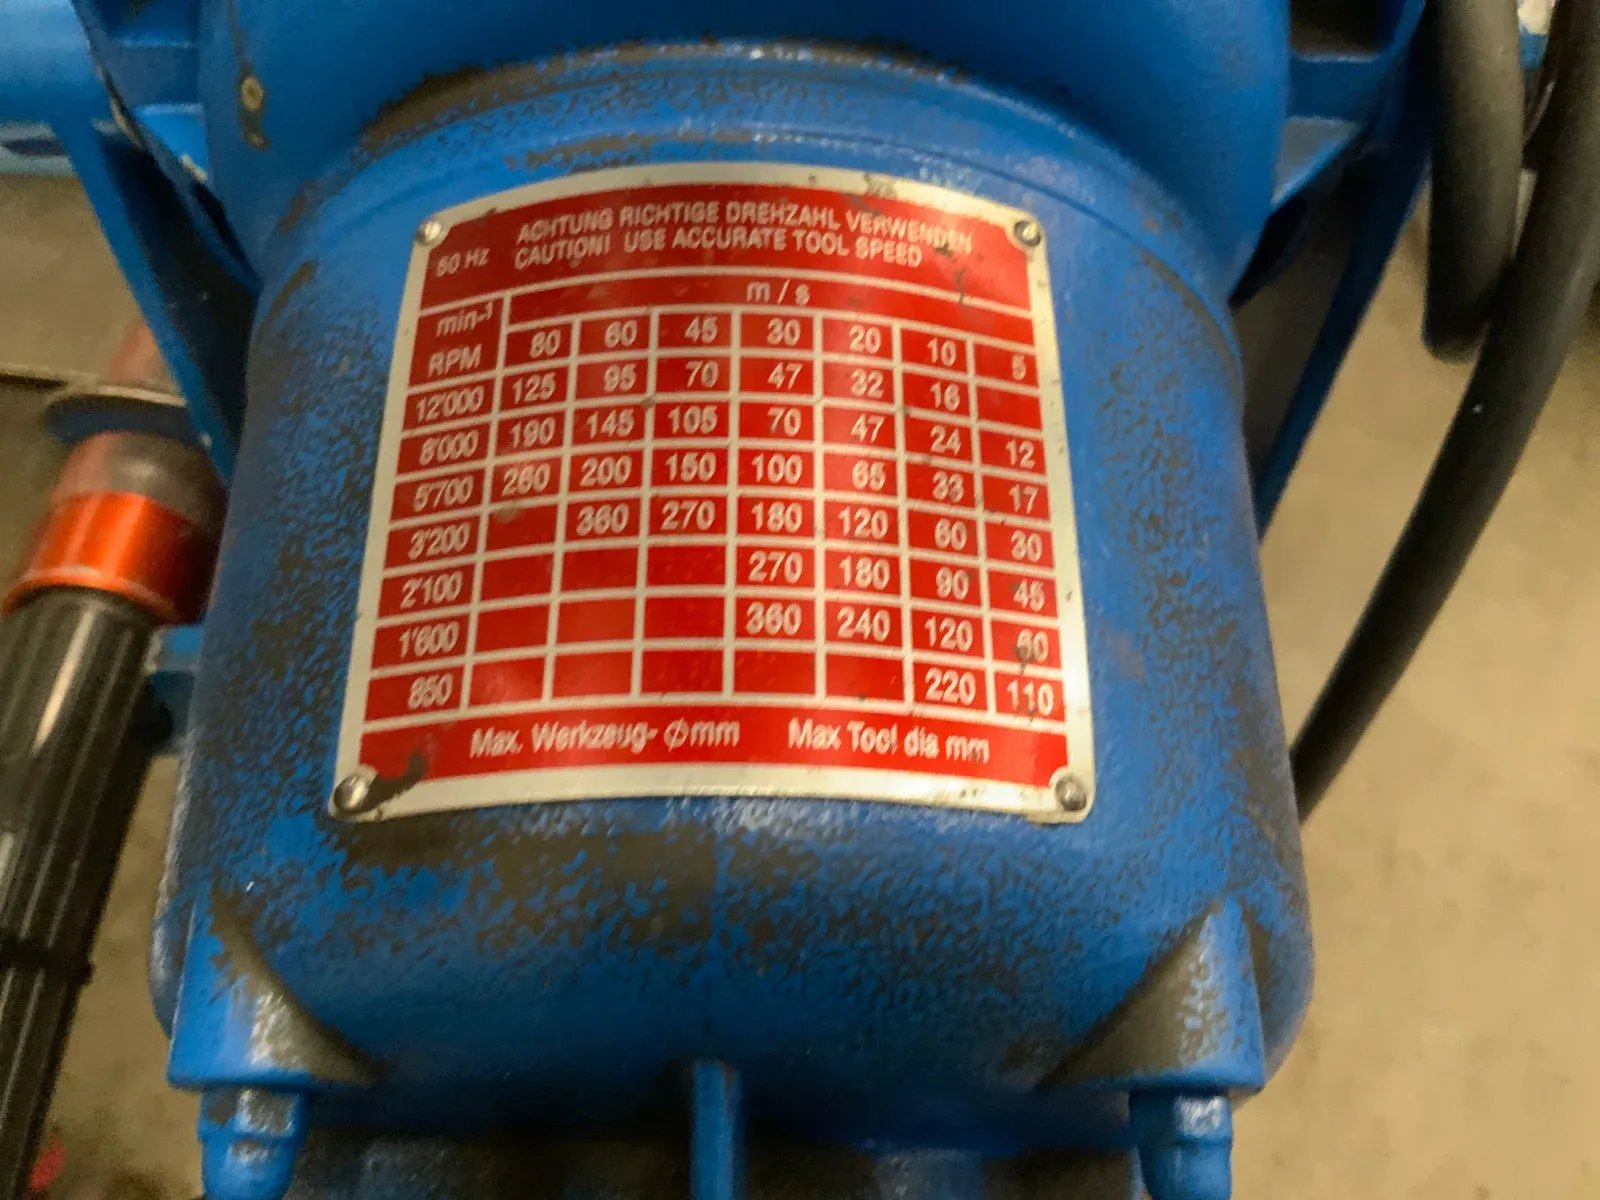 50 Hz
ACHTUNG RICHTIGE DREHZAHL VERWENDEN
CAUTION! USE ACCURATE TOOL SPEED
min-1
RPM
m / s
80 60 45 30 20 10 5
12'000 125 95 70 47 32 16
8'000 190 145 105 70 47 24 12
5'700 260 200 150 100 65 33 17
3'200 360 270 180 120 60 30
2'100 270 180 90 45
1'600 360 240 120 60
850 220 110
Max. Werkzeug- ∅mm Max Tool dia mm